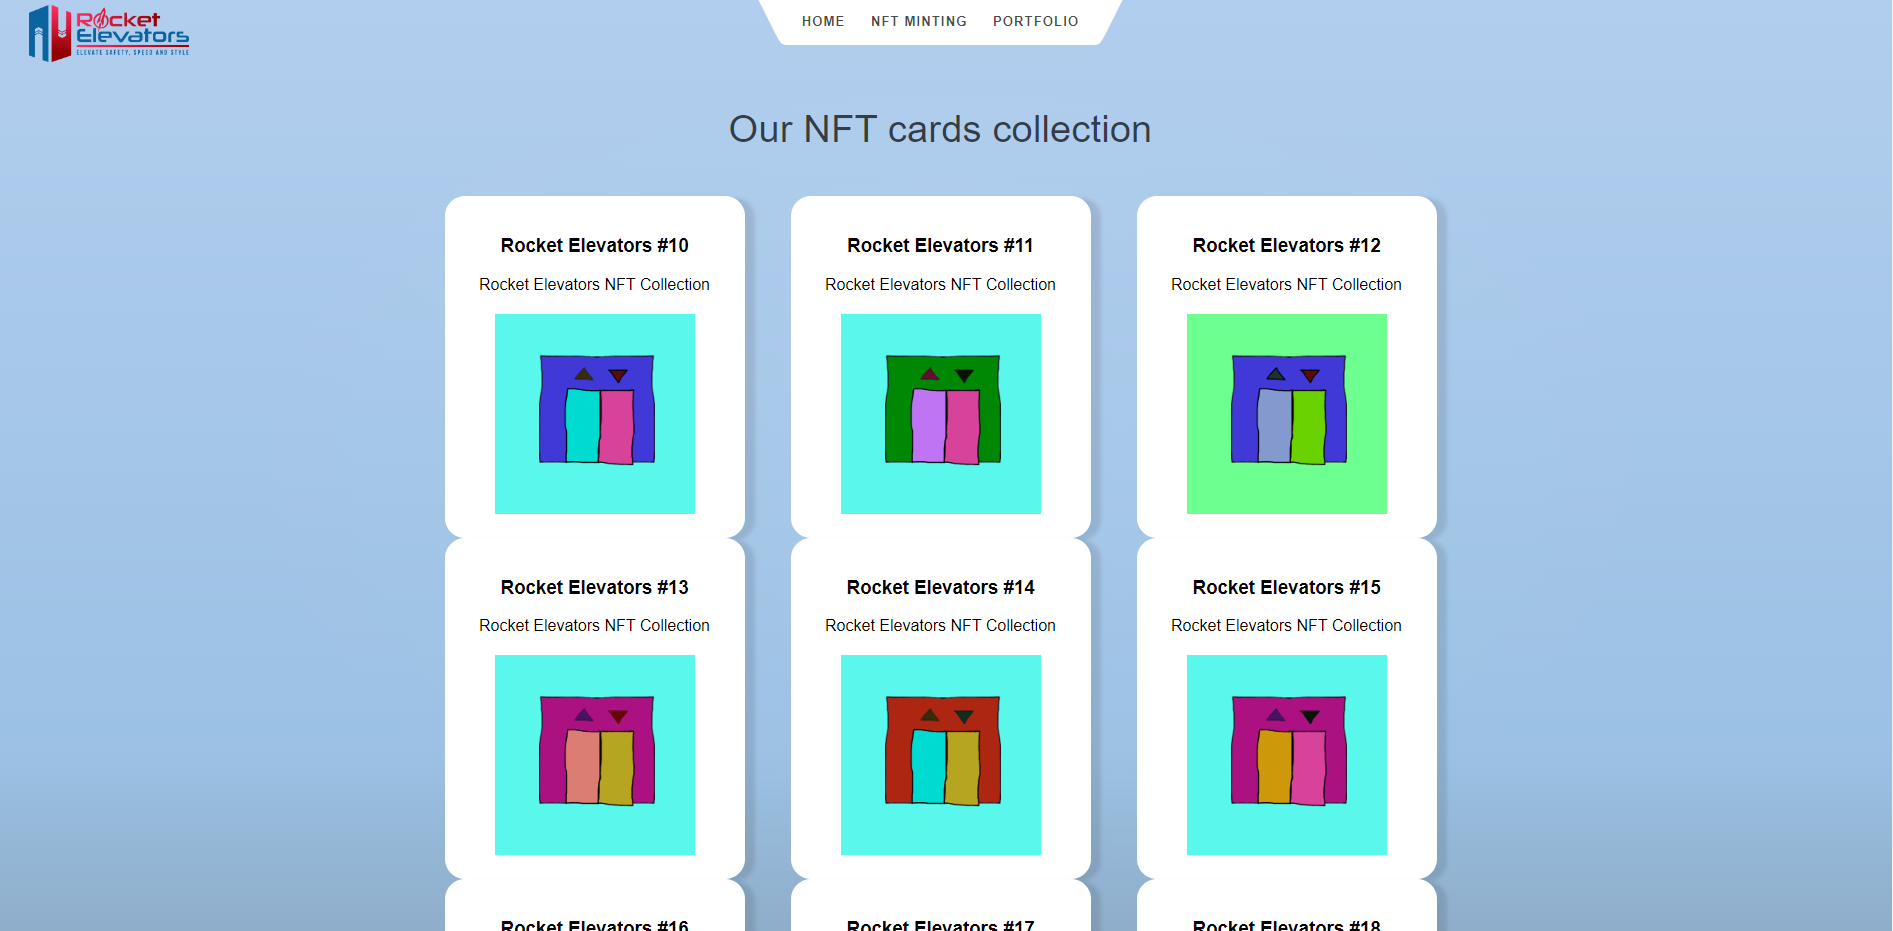 Rocket
Elevators
ELEVATE SAFETY, SPEED AND STYLE
HOME NFT MINTING PORTFOLIO
Our NFT cards collection
Rocket Elevators #10
Rocket Elevators NFT Collection
Rocket Elevators #11
Rocket Elevators NFT Collection
Rocket Elevators #12
Rocket Elevators NFT Collection
Rocket Elevators #13
Rocket Elevators NFT Collection
Rocket Elevators #14
Rocket Elevators NFT Collection
Rocket Elevators #15
Rocket Elevators NFT Collection
Rocket Elevators #16
Rocket Elevators #17
Rocket Elevators #18